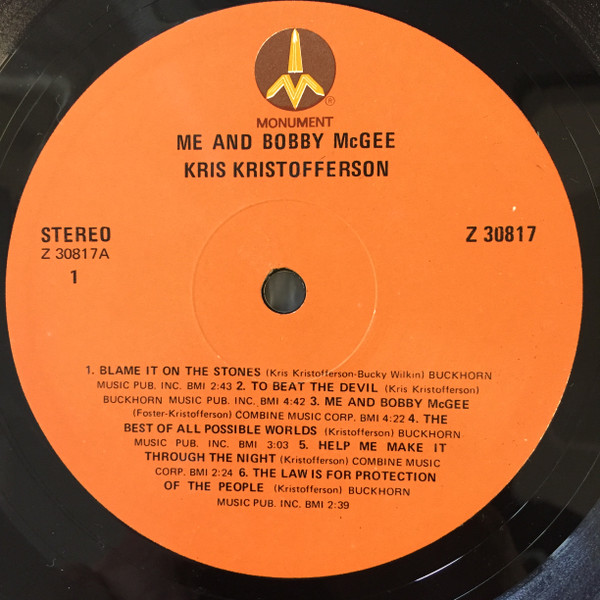 ®
MONUMENT
ME AND BOBBY McGEE
KRIS KRISTOFFERSON
STEREO
Z 30817A
1
Z 30817
1. BLAME IT ON THE STONES (Kris Kristofferson-Bucky Wilkin) BUCKHORN
MUSIC PUB. INC. BMI 2:43 2. TO BEAT THE DEVIL (Kris Kristofferson)
BUCKHORN MUSIC PUB. INC. BMI 4:42 3. ME AND BOBBY McGEE
(Foster-Kristofferson) COMBINE MUSIC CORP. BMI 4:22 4. THE
BEST OF ALL POSSIBLE WORLDS (Kristofferson) BUCKHORN
MUSIC PUB. INC. BMI 3:03 5. HELP ME MAKE IT
THROUGH THE NIGHT (Kristofferson) COMBINE MUSIC
CORP. BMI 2:24 6. THE LAW IS FOR PROTECTION
OF THE PEOPLE (Kristofferson) BUCKHORN
MUSIC PUB. INC. BMI 2:39